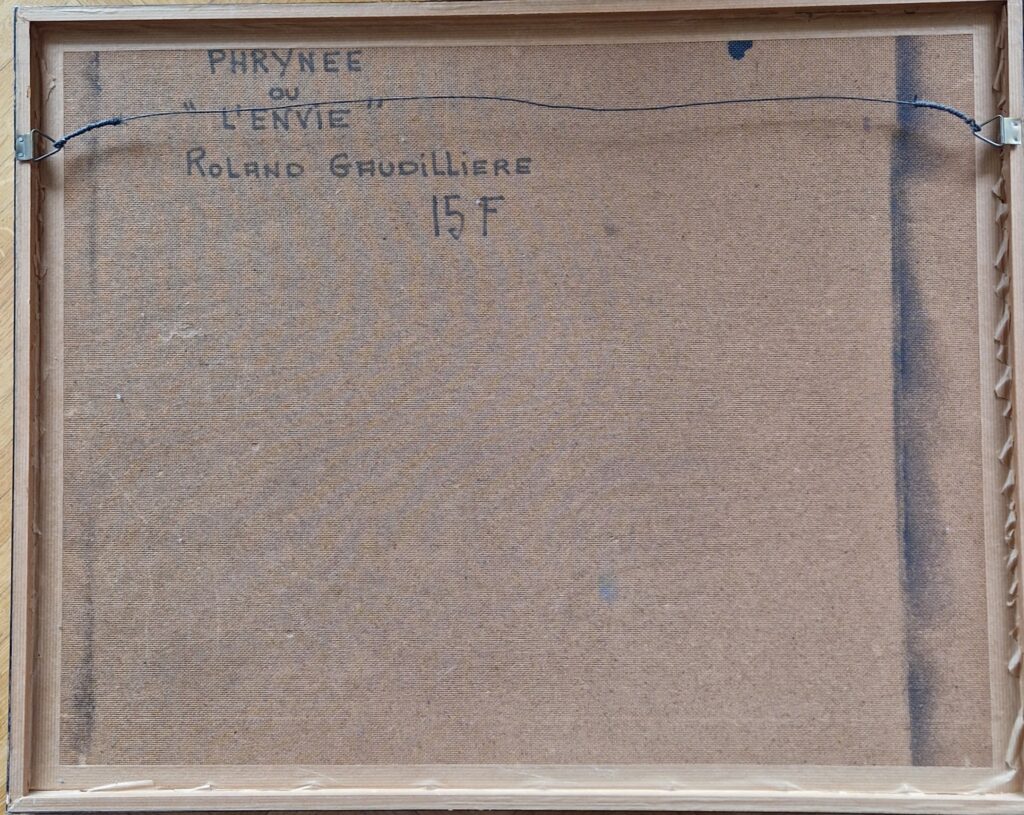 PHRYNEE
OU
"L'ENVIE"
ROLAND GAUDILLIERE
15F